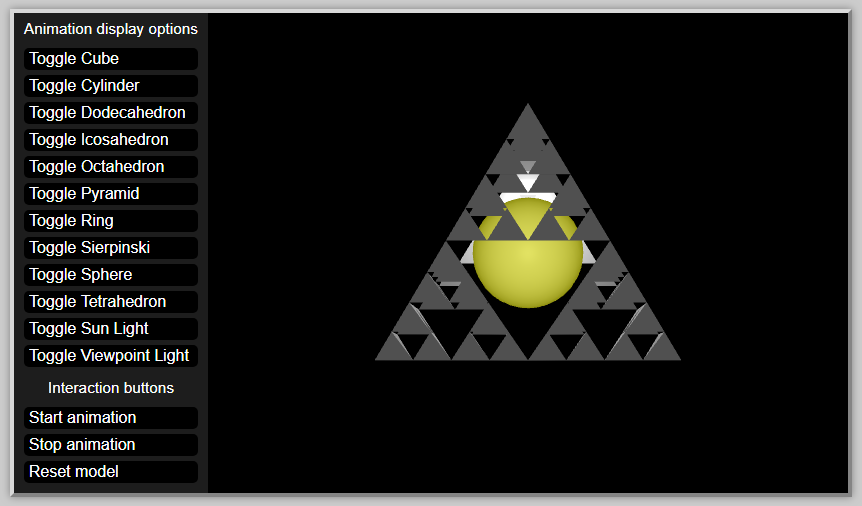 Animation display options
Toggle Cube
Toggle Cylinder
Toggle Dodecahedron
Toggle Icosahedron
Toggle Octahedron
Toggle Pyramid
Toggle Ring
Toggle Sierpinski
Toggle Sphere
Toggle Tetrahedron
Toggle Sun Light
Toggle Viewpoint Light
Interaction buttons
Start animation
Stop animation
Reset model